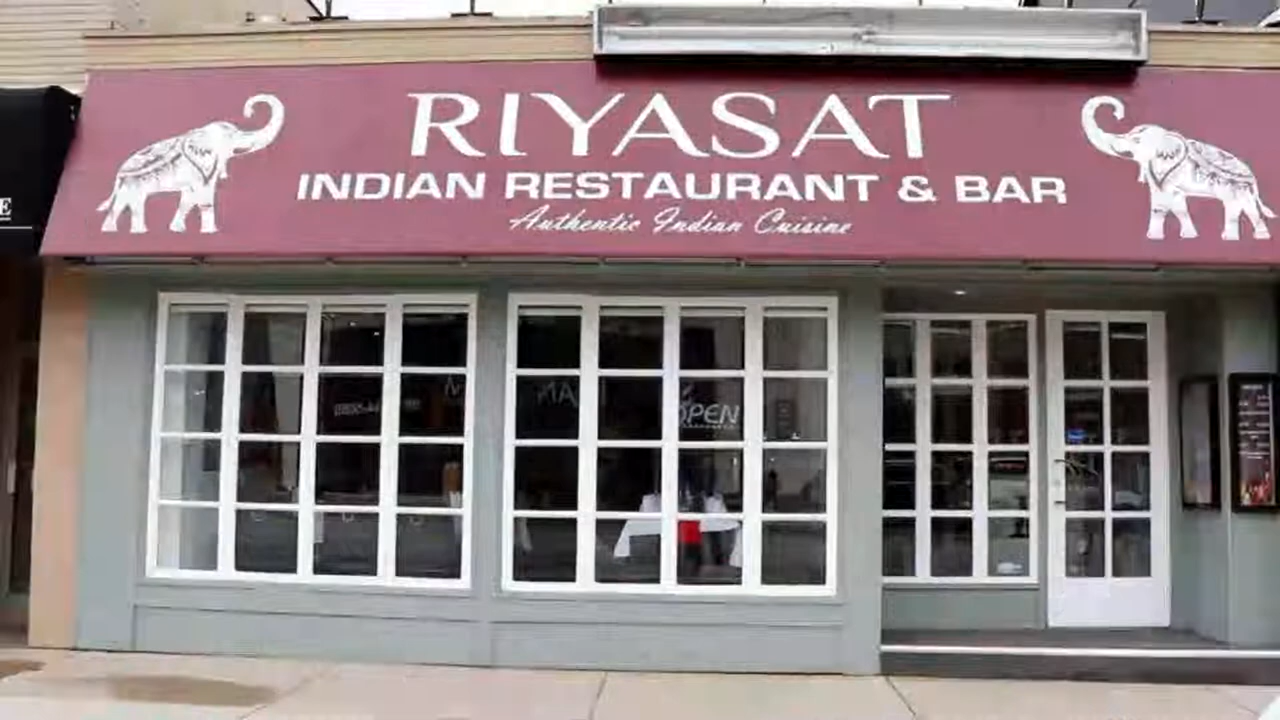 RIYASAT
INDIAN RESTAURANT & BAR
Authentic Indian Cuisine
E
OPEN